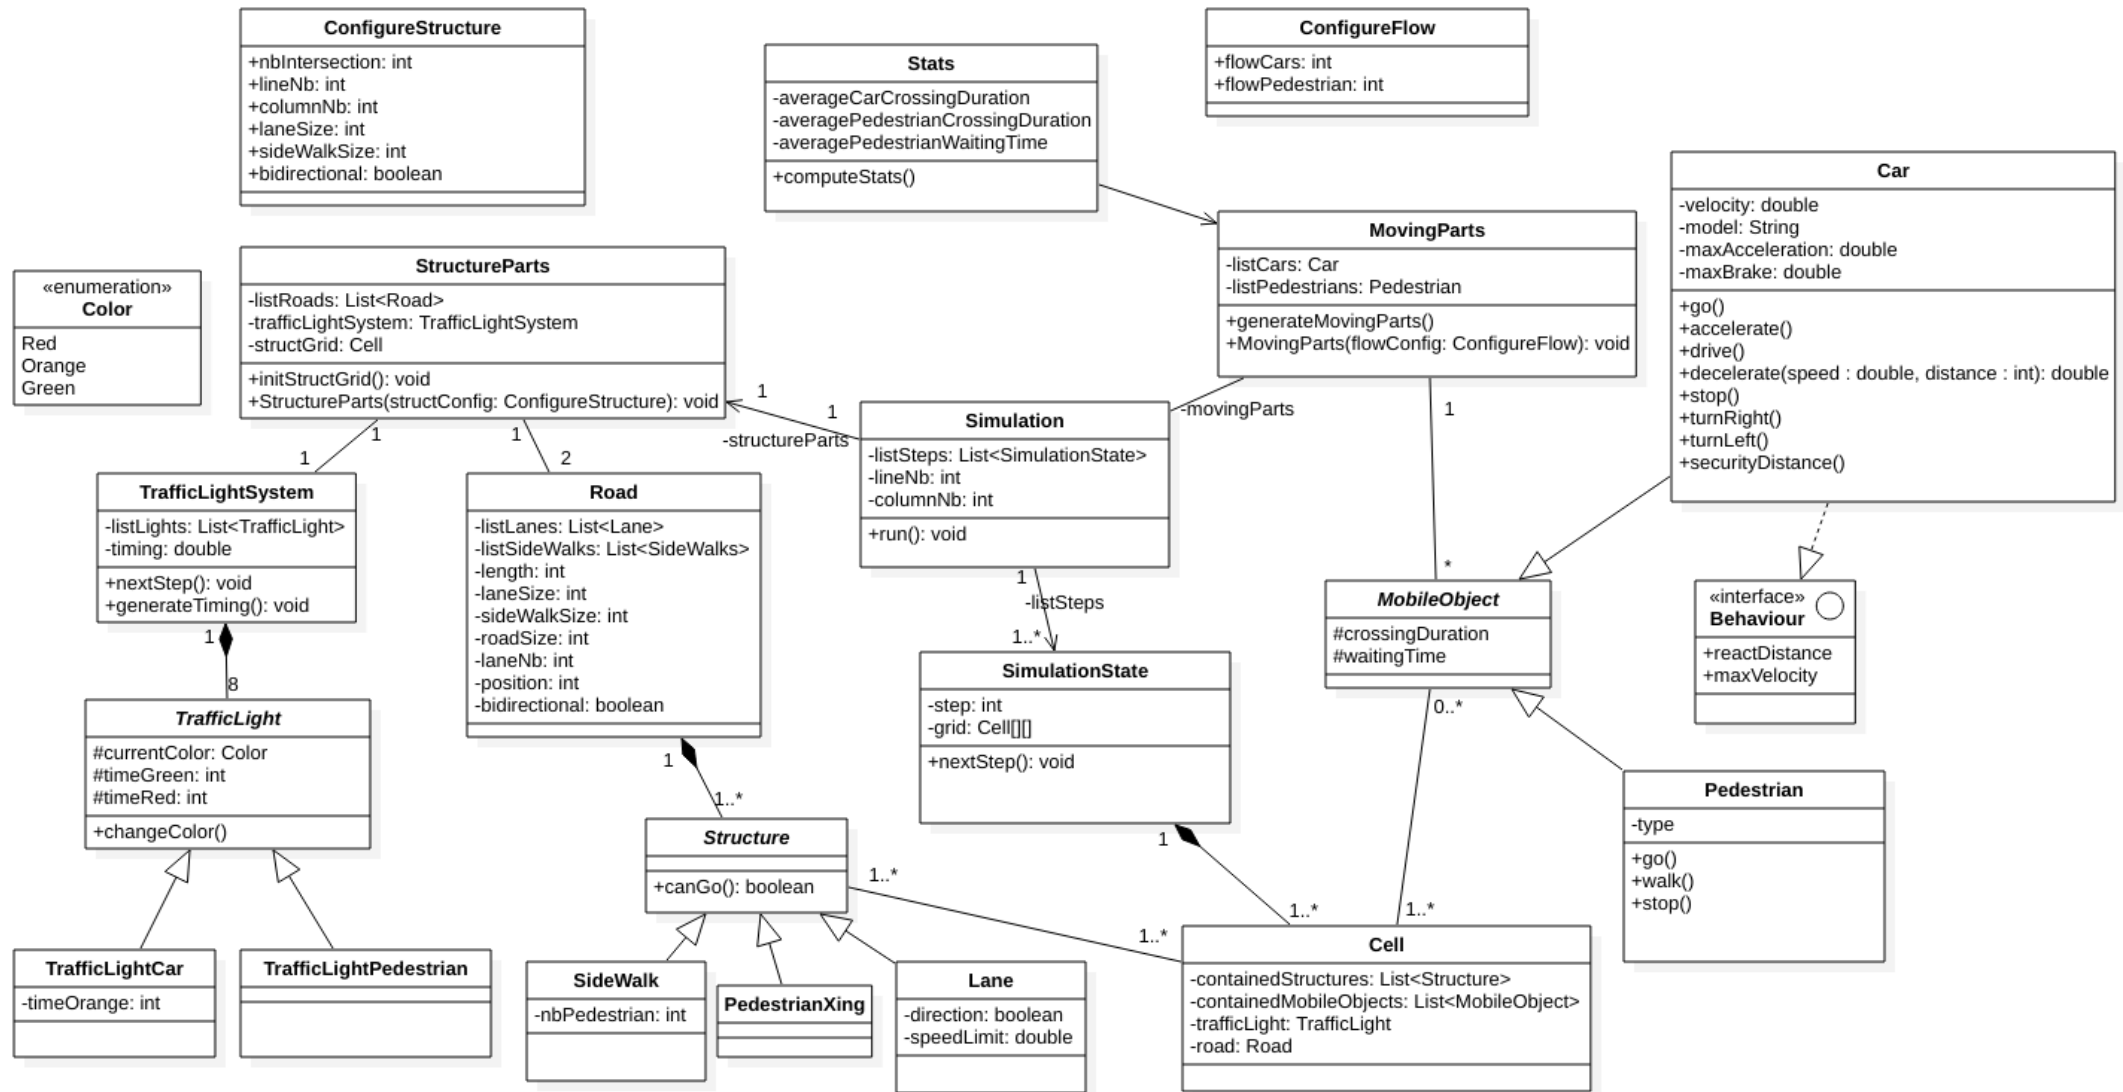 ConfigureStructure
+nbIntersection: int
+lineNb: int
+columnNb: int
+laneSize: int
+sideWalkSize: int
+bidirectional: boolean
Stats
-averageCarCrossingDuration
-averagePedestrianCrossingDuration
-averagePedestrianWaitingTime
+computeStats()
ConfigureFlow
+flowCars: int
+flowPedestrian: int
Car
-velocity: double
-model: String
-maxAcceleration: double
-maxBrake: double
+go()
+accelerate()
+drive()
+decelerate(speed : double, distance : int): double
+stop()
+turnRight()
+turnLeft()
+securityDistance()
MovingParts
-listCars: Car
-listPedestrians: Pedestrian
+generateMovingParts()
+MovingParts(flowConfig: ConfigureFlow): void
«enumeration»
Color
Red
Orange
Green
StructureParts
-listRoads: List<Road>
-trafficLightSystem: TrafficLightSystem
-structGrid: Cell
+initStructGrid(): void
+StructureParts(structConfig: ConfigureStructure): void
1
1
-structureParts
-movingParts
1
1
1
1
2
Simulation
-listSteps: List<SimulationState>
-lineNb: int
-columnNb: int
+run(): void
TrafficLightSystem
-listLights: List<TrafficLight>
-timing: double
+nextStep(): void
+generateTiming(): void
Road
-listLanes: List<Lane>
-listSideWalks: List<SideWalks>
-length: int
-laneSize: int
-sideWalkSize: int
-roadSize: int
-laneNb: int
-position: int
-bidirectional: boolean
1
-listSteps
1..*
*
MobileObject
#crossingDuration
#waitingTime
«interface»
Behaviour
+reactDistance
+maxVelocity
1
8
TrafficLight
#currentColor: Color
#timeGreen: int
#timeRed: int
+changeColor()
SimulationState
-step: int
-grid: Cell[][]
+nextStep(): void
0..*
1
1..*
Structure
+canGo(): boolean
Pedestrian
-type
+go()
+walk()
+stop()
1
1..*
1..*
1..*
1..*
TrafficLightCar
-timeOrange: int
TrafficLightPedestrian
SideWalk
-nbPedestrian: int
PedestrianXing
Lane
-direction: boolean
-speedLimit: double
Cell
-containedStructures: List<Structure>
-containedMobileObjects: List<MobileObject>
-trafficLight: TrafficLight
-road: Road